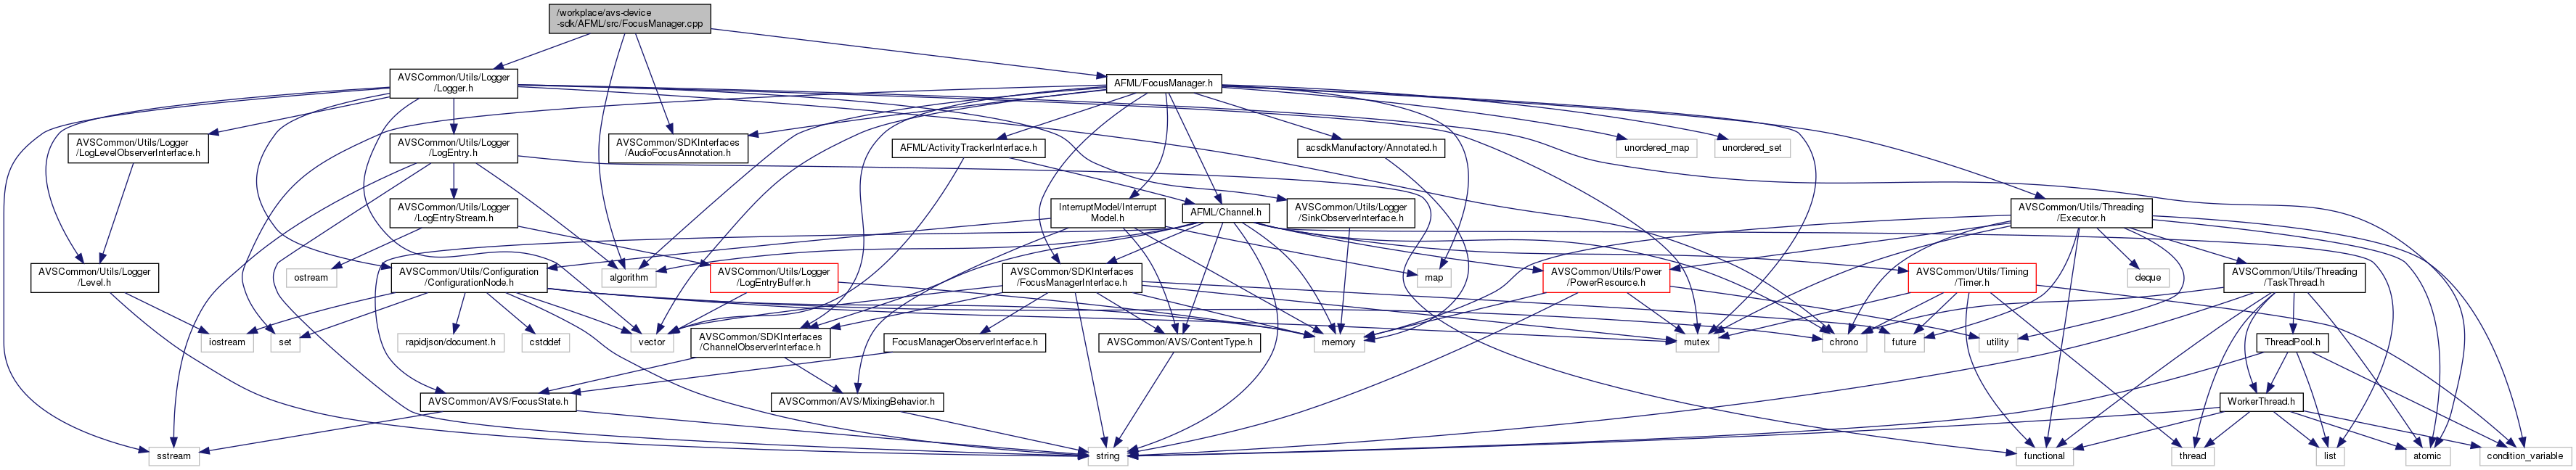 /workplace/avs-device
-sdk/AFML/src/FocusManager.cpp
AVSCommon/Utils/Logger
/Logger.h
AFML/FocusManager.h
AVSCommon/Utils/Logger
/LogLevelObserverInterface.h
AVSCommon/Utils/Logger
/LogEntry.h
AVSCommon/SDKInterfaces
/AudioFocusAnnotation.h
AFML/ActivityTrackerInterface.h
acsdkManufactory/Annotated.h
unordered_map
unordered_set
AVSCommon/Utils/Logger
/LogEntryStream.h
InterruptModel/Interrupt
Model.h
AFML/Channel.h
AVSCommon/Utils/Logger
/SinkObserverInterface.h
AVSCommon/Utils/Threading
/Executor.h
AVSCommon/Utils/Logger
/Level.h
ostream
AVSCommon/Utils/Configuration
/ConfigurationNode.h
algorithm
AVSCommon/Utils/Logger
/LogEntryBuffer.h
AVSCommon/SDKInterfaces
/FocusManagerInterface.h
map
AVSCommon/Utils/Power
/PowerResource.h
AVSCommon/Utils/Timing
/Timer.h
deque
AVSCommon/Utils/Threading
/TaskThread.h
iostream
set
rapidjson/document.h
cstddef
vector
AVSCommon/SDKInterfaces
/ChannelObserverInterface.h
FocusManagerObserverInterface.h
AVSCommon/AVS/ContentType.h
memory
mutex
chrono
future
utility
ThreadPool.h
AVSCommon/AVS/FocusState.h
AVSCommon/AVS/MixingBehavior.h
WorkerThread.h
sstream
string
functional
thread
list
atomic
condition_variable